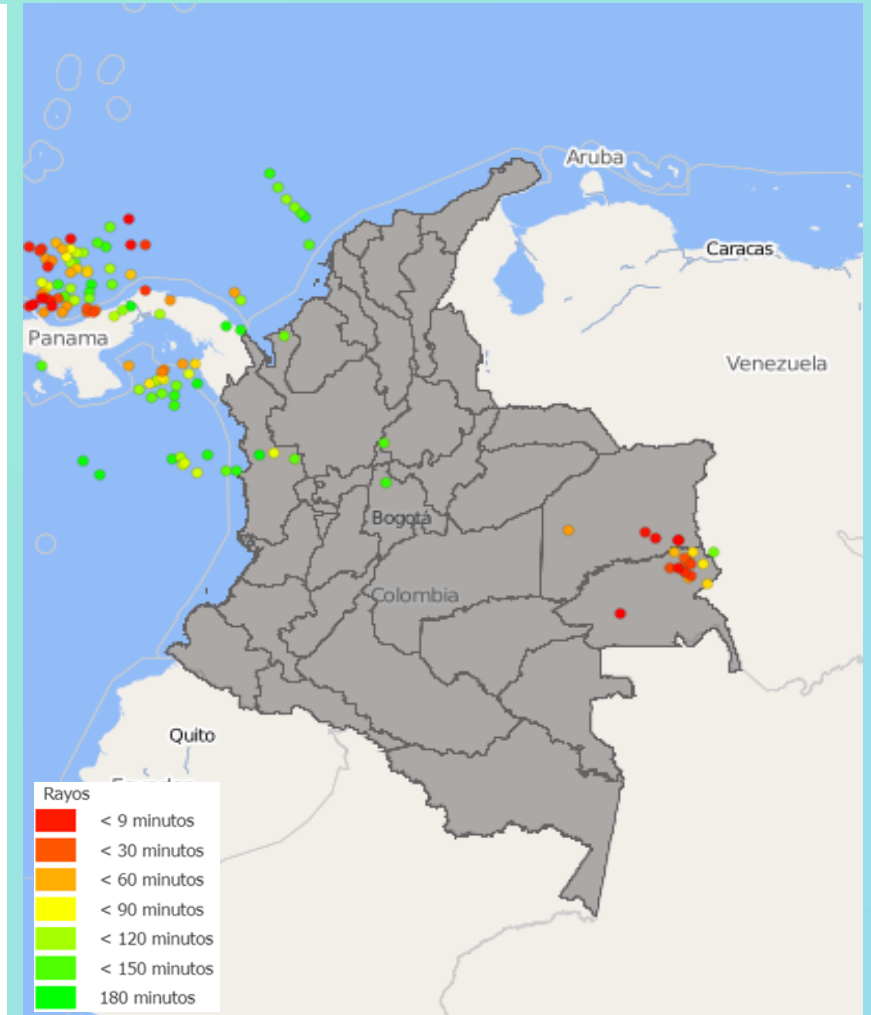 Aruba
Caracas
Panama
Venezuela
Bogotá
Colombia
Quito
Rayos
< 9 minutos
< 30 minutos
< 60 minutos
< 90 minutos
< 120 minutos
< 150 minutos
180 minutos